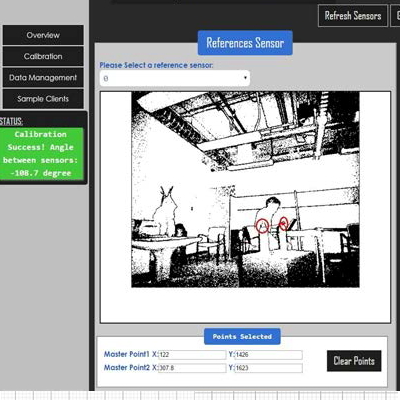 Refresh Sensors
Overview
Calibration
Data Management
Sample Clients
STATUS:
Calibration
Success! Angle
between sensors:
-108.7 degree
References Sensor
Please Select a reference sensor:
0
Points Selected
Master Point1 X: 122 Y: 1426
Master Point2 X: 307.8 Y: 1623
Clear Points